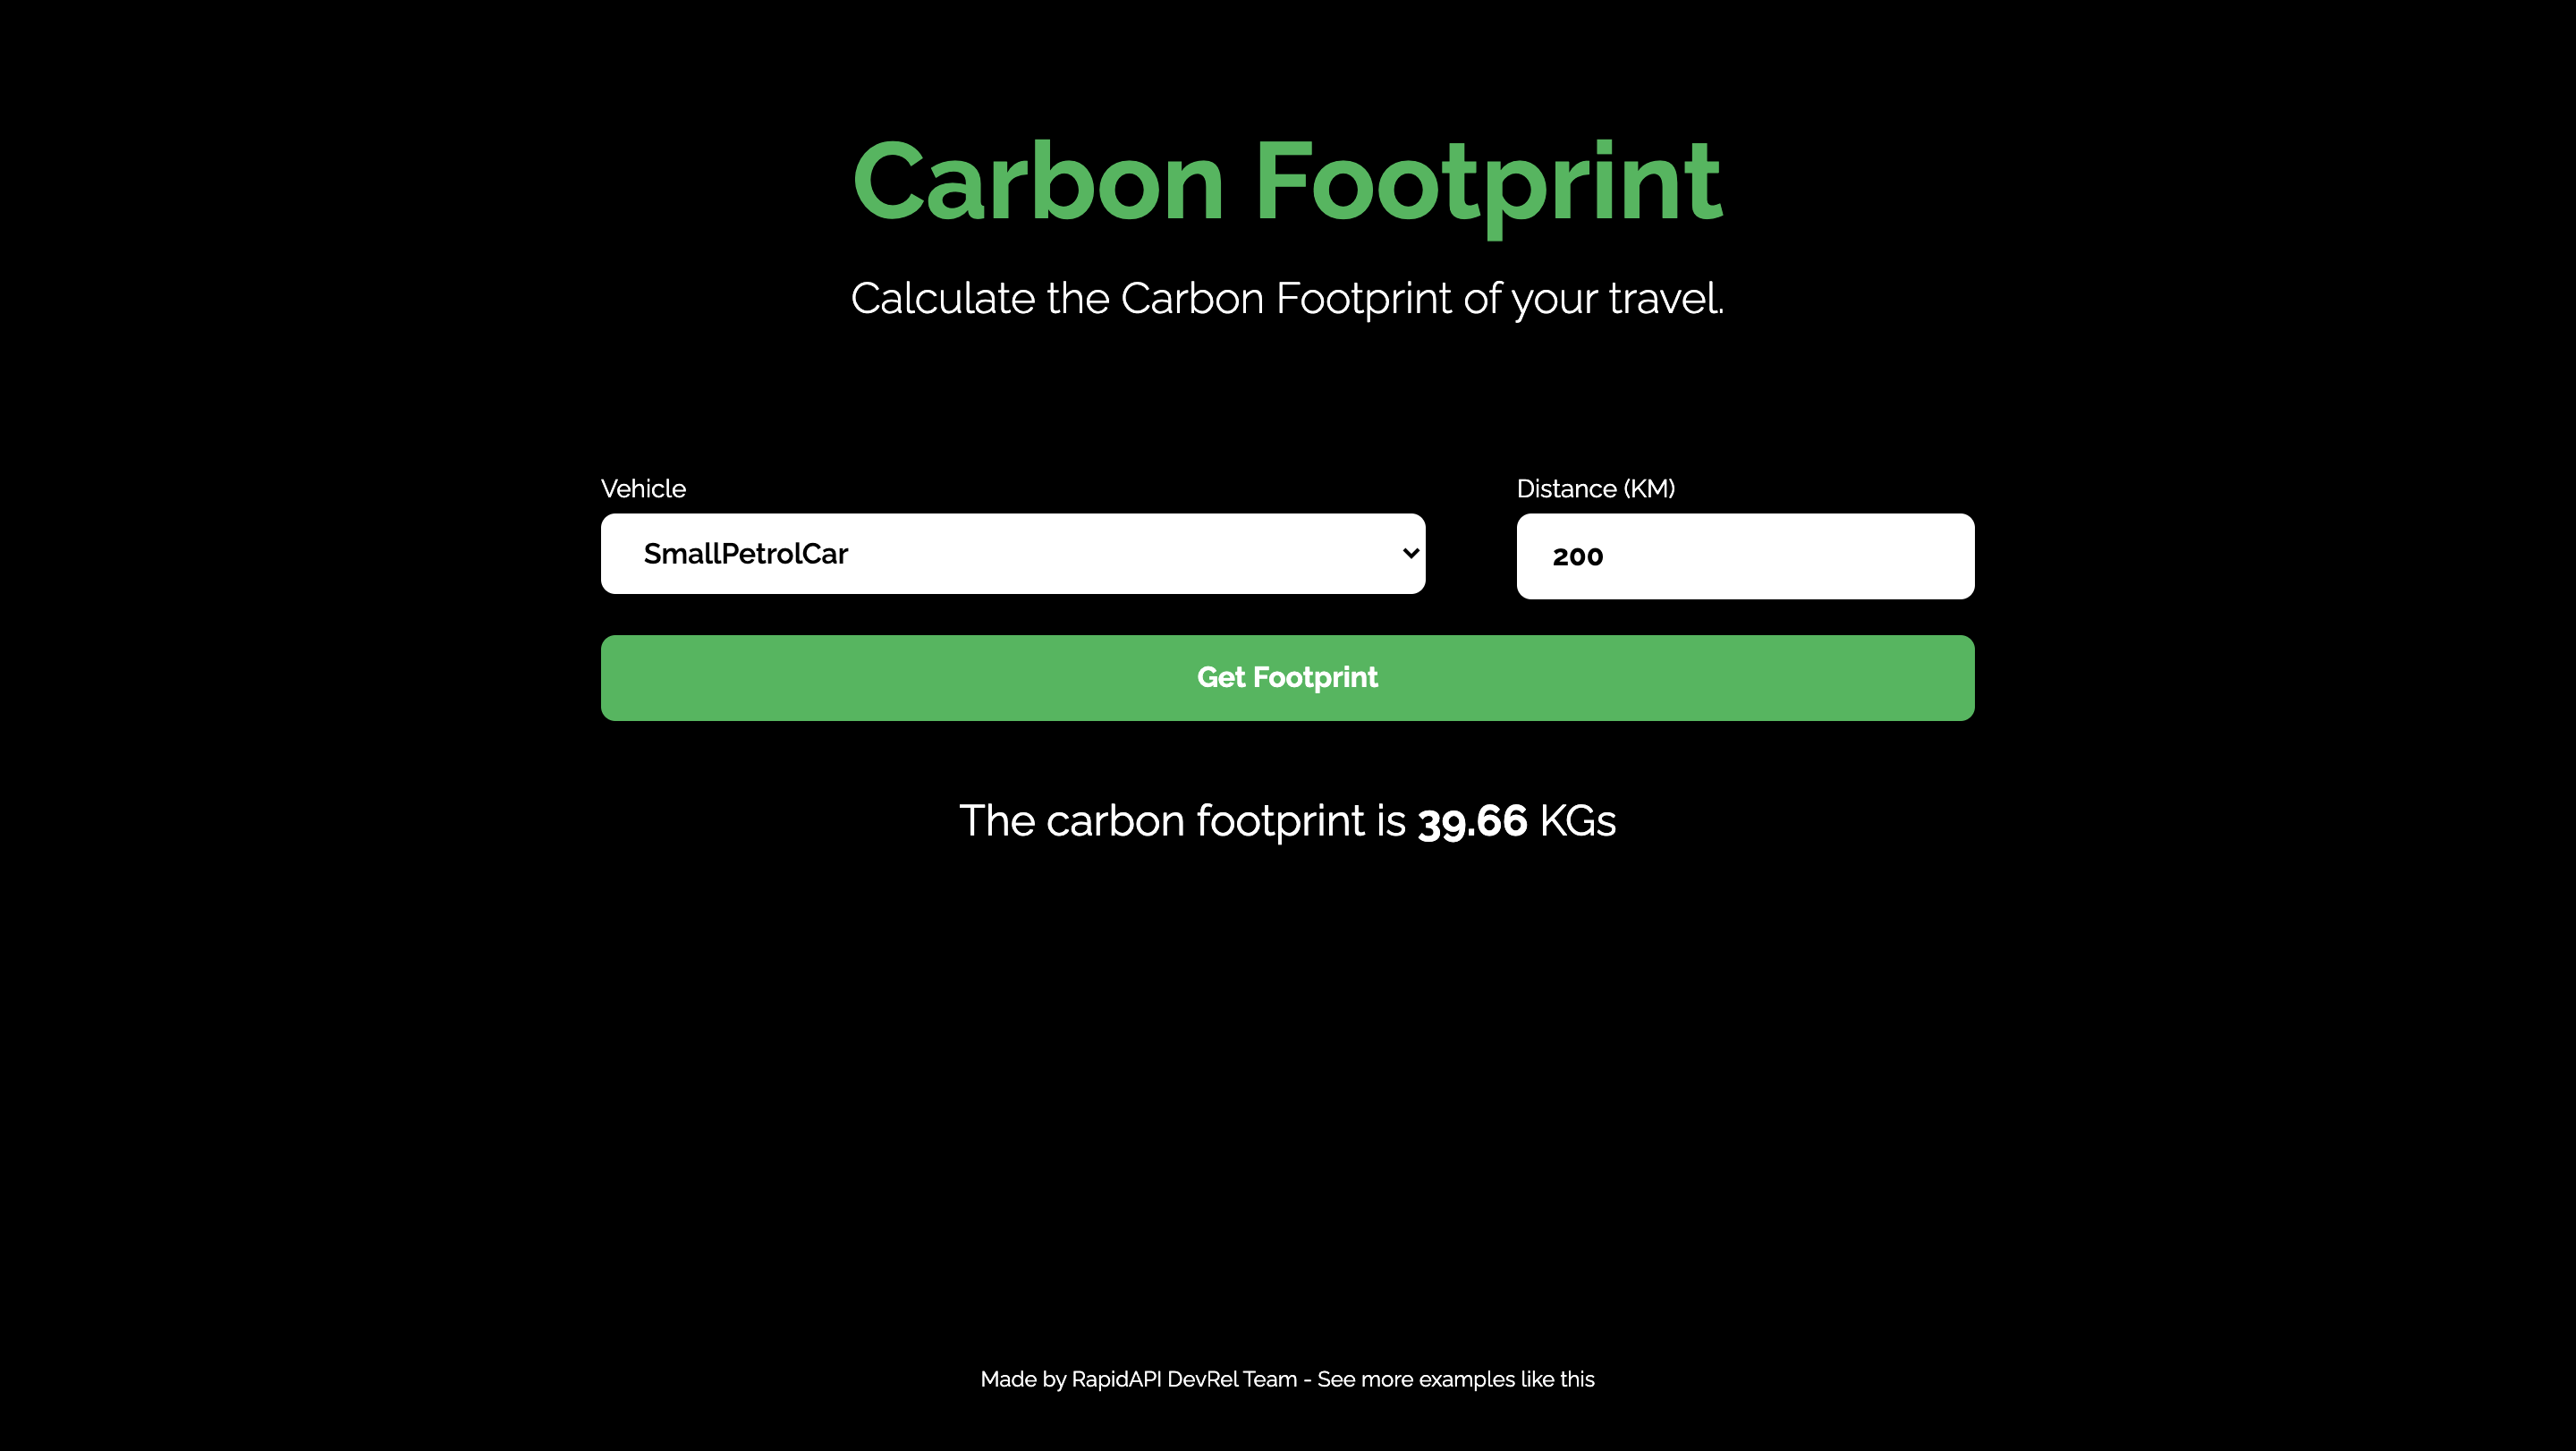 Carbon Footprint
Calculate the Carbon Footprint of your travel.
Vehicle
Distance (KM)
SmallPetrolCar
200
Get Footprint
The carbon footprint is 39.66 KGs
Made by RapidAPI DevRel Team - See more examples like this